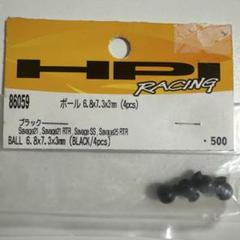 HPI
RACING
86059
ボール 6.8x7.3x3mm (4pcs)
ブラック
Savage21, Savage21 RTR, Savage SS, Savage25 RTR
BALL 6.8x7.3x3mm (BLACK/4pcs)
500